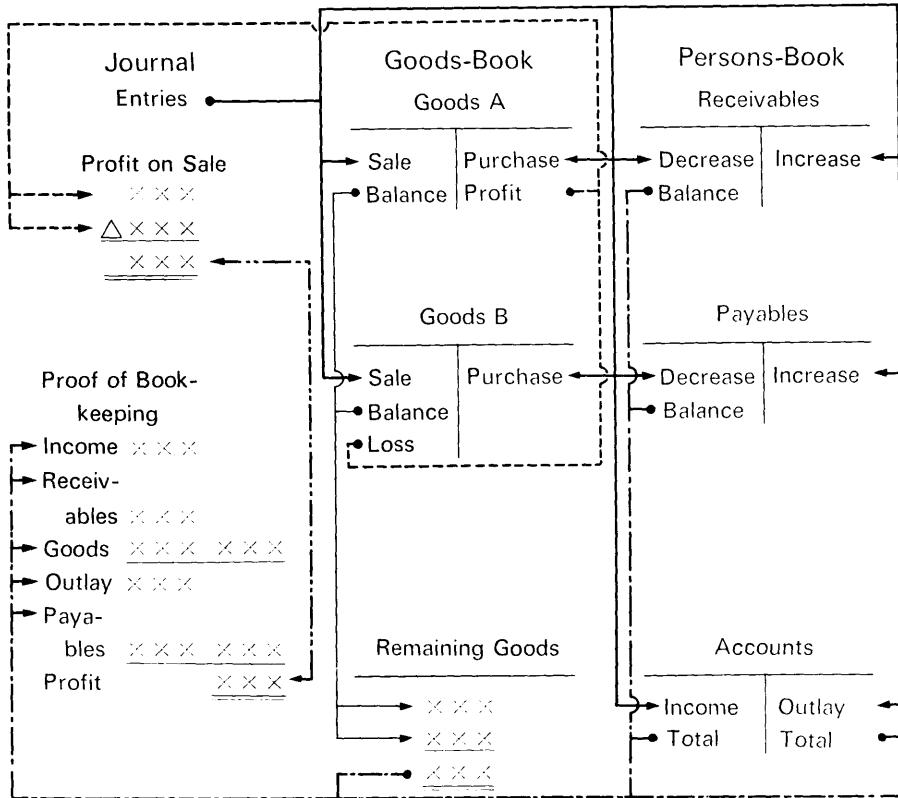 Journal
Entries
Profit on Sale
× × ×
△ × × ×
× × ×
Proof of Book-
keeping
Income × × ×
Receiv-
ables × × ×
Goods × × × × × ×
Outlay × × ×
Paya-
bles × × × × × ×
Profit × × ×
Goods-Book
Goods A
Sale Purchase
Balance Profit
Goods B
Sale Purchase
Balance
Loss
Remaining Goods
× × ×
× × ×
× × ×
Persons-Book
Receivables
Decrease Increase
Balance
Payables
Decrease Increase
Balance
Accounts
Income Outlay
Total Total